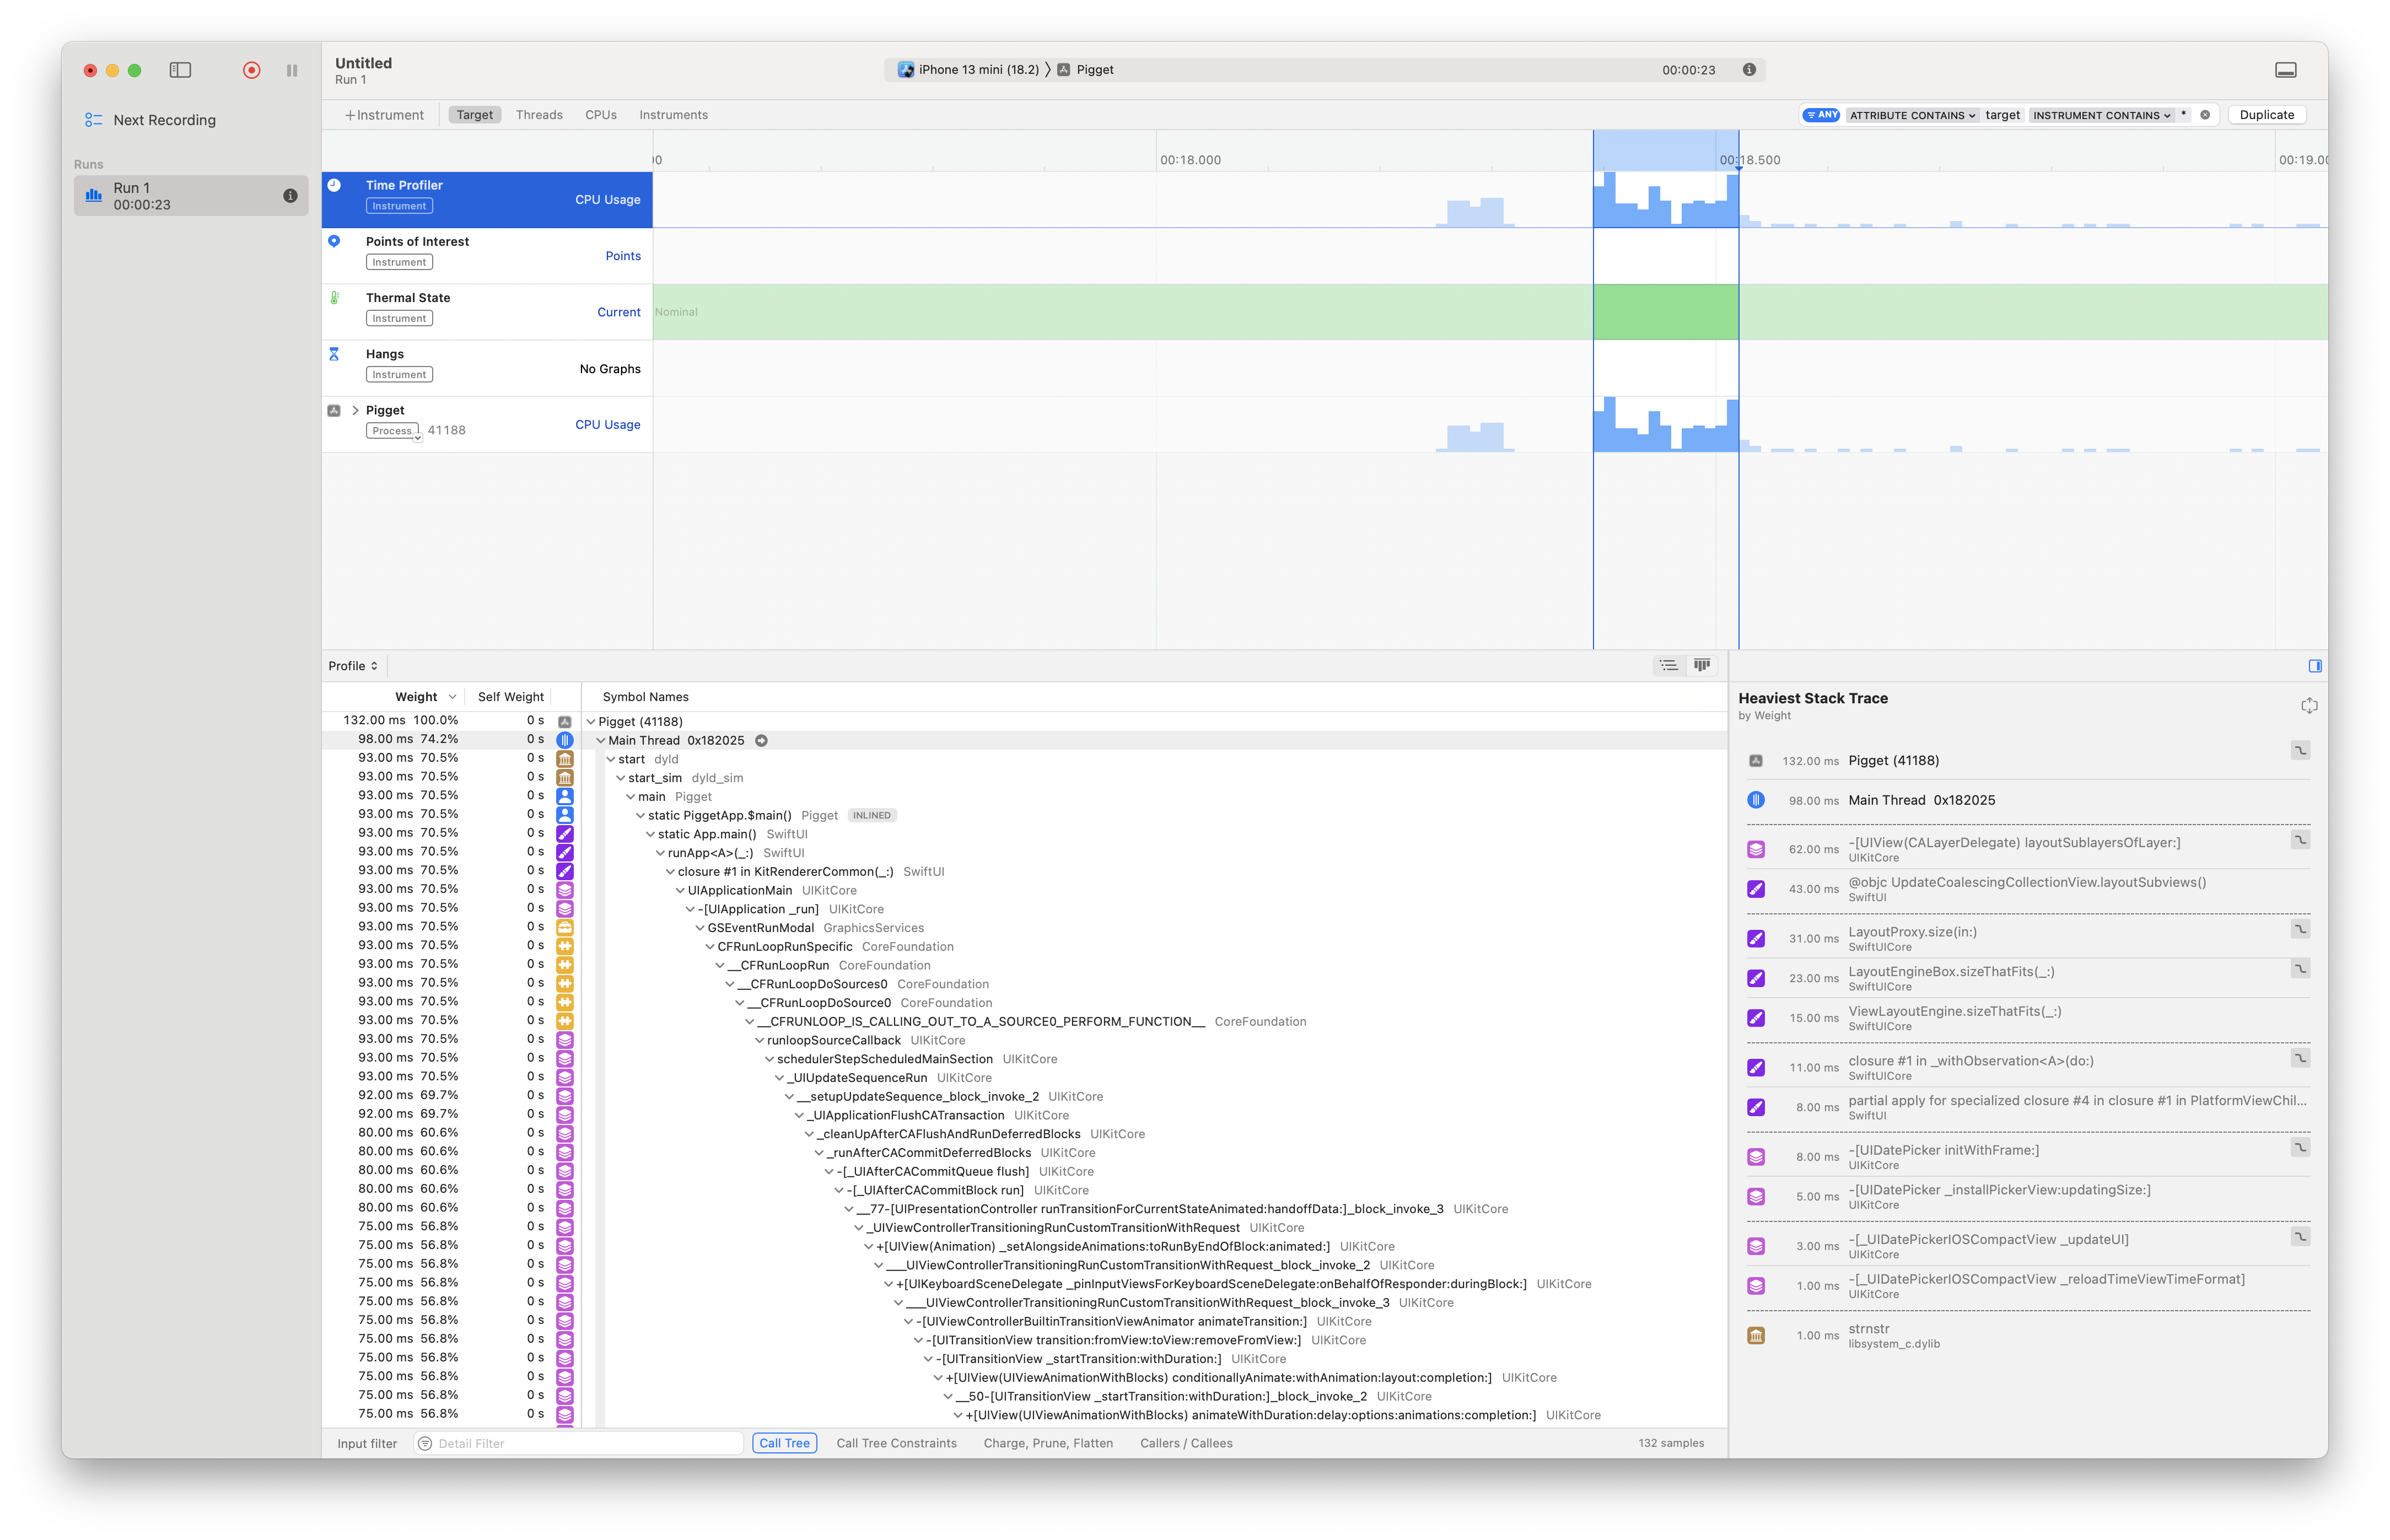 Untitled
Run 1
iPhone 13 mini (18.2) 〉 Pigget
00:00:23
Next Recording
Runs
Run 1
00:00:23
+Instrument
Target
Threads
CPUs
Instruments
ANY
ATTRIBUTE CONTAINS
target
INSTRUMENT CONTAINS
*
Duplicate
00:18.000
00:18.500
Time Profiler
Instrument
CPU Usage
Points of Interest
Instrument
Points
Thermal State
Instrument
Current
Nominal
Hangs
Instrument
No Graphs
Pigget
Process
41188
CPU Usage
Profile
Weight
Self Weight
Symbol Names
132.00 ms 100.0% 0 s Pigget (41188)
98.00 ms 74.2% 0 s Main Thread 0x182025
93.00 ms 70.5% 0 s start dyld
93.00 ms 70.5% 0 s start_sim dyld_sim
93.00 ms 70.5% 0 s main Pigget
93.00 ms 70.5% 0 s static PiggetApp.$main() Pigget INLINED
93.00 ms 70.5% 0 s static App.main() SwiftUI
93.00 ms 70.5% 0 s runApp<A>(_:) SwiftUI
93.00 ms 70.5% 0 s closure #1 in KitRendererCommon(_:) SwiftUI
93.00 ms 70.5% 0 s UIApplicationMain UIKitCore
93.00 ms 70.5% 0 s -[UIApplication _run] UIKitCore
93.00 ms 70.5% 0 s GSEventRunModal GraphicsServices
93.00 ms 70.5% 0 s CFRunLoopRunSpecific CoreFoundation
93.00 ms 70.5% 0 s __CFRunLoopRun CoreFoundation
93.00 ms 70.5% 0 s __CFRunLoopDoSources0 CoreFoundation
93.00 ms 70.5% 0 s __CFRunLoopDoSource0 CoreFoundation
93.00 ms 70.5% 0 s __CFRUNLOOP_IS_CALLING_OUT_TO_A_SOURCE0_PERFORM_FUNCTION__ CoreFoundation
93.00 ms 70.5% 0 s runloopSourceCallback UIKitCore
93.00 ms 70.5% 0 s schedulerStepScheduledMainSection UIKitCore
93.00 ms 70.5% 0 s _UIUpdateSequenceRun UIKitCore
92.00 ms 69.7% 0 s __setupUpdateSequence_block_invoke_2 UIKitCore
92.00 ms 69.7% 0 s _UIApplicationFlushCATransaction UIKitCore
80.00 ms 60.6% 0 s _cleanUpAfterCAFlushAndRunDeferredBlocks UIKitCore
80.00 ms 60.6% 0 s _runAfterCACommitDeferredBlocks UIKitCore
80.00 ms 60.6% 0 s -[_UIAfterCACommitQueue flush] UIKitCore
80.00 ms 60.6% 0 s -[_UIAfterCACommitBlock run] UIKitCore
80.00 ms 60.6% 0 s __77-[UIPresentationController runTransitionForCurrentStateAnimated:handoffData:]_block_invoke_3 UIKitCore
75.00 ms 56.8% 0 s _UIViewControllerTransitioningRunCustomTransitionWithRequest UIKitCore
75.00 ms 56.8% 0 s +[UIView(Animation) _setAlongsideAnimations:toRunByEndOfBlock:animated:] UIKitCore
75.00 ms 56.8% 0 s ___UIViewControllerTransitioningRunCustomTransitionWithRequest_block_invoke_2 UIKitCore
75.00 ms 56.8% 0 s +[UIKeyboardSceneDelegate _pinInputViewsForKeyboardSceneDelegate:onBehalfOfResponder:duringBlock:] UIKitCore
75.00 ms 56.8% 0 s ___UIViewControllerTransitioningRunCustomTransitionWithRequest_block_invoke_3 UIKitCore
75.00 ms 56.8% 0 s -[UIViewControllerBuiltinTransitionViewAnimator animateTransition:] UIKitCore
75.00 ms 56.8% 0 s -[UITransitionView transition:fromView:toView:removeFromView:] UIKitCore
75.00 ms 56.8% 0 s -[UITransitionView _startTransition:withDuration:] UIKitCore
75.00 ms 56.8% 0 s +[UIView(UIViewAnimationWithBlocks) conditionallyAnimate:withAnimation:layout:completion:] UIKitCore
75.00 ms 56.8% 0 s __50-[UITransitionView _startTransition:withDuration:]_block_invoke_2 UIKitCore
75.00 ms 56.8% 0 s +[UIView(UIViewAnimationWithBlocks) animateWithDuration:delay:options:animations:completion:] UIKitCore
Input filter
Detail Filter
Call Tree
Call Tree Constraints
Charge, Prune, Flatten
Callers / Callees
132 samples
Heaviest Stack Trace
by Weight
132.00 ms Pigget (41188)
98.00 ms Main Thread 0x182025
62.00 ms -[UIView(CALayerDelegate) layoutSublayersOfLayer:]
UIKitCore
43.00 ms @objc UpdateCoalescingCollectionView.layoutSubviews()
SwiftUI
31.00 ms LayoutProxy.size(in:)
SwiftUICore
23.00 ms LayoutEngineBox.sizeThatFits(_:)
SwiftUICore
15.00 ms ViewLayoutEngine.sizeThatFits(_:)
SwiftUICore
11.00 ms closure #1 in _withObservation<A>(do:)
SwiftUICore
8.00 ms partial apply for specialized closure #4 in closure #1 in PlatformViewChil...
SwiftUI
8.00 ms -[UIDatePicker initWithFrame:]
UIKitCore
5.00 ms -[UIDatePicker _installPickerView:updatingSize:]
UIKitCore
3.00 ms -[_UIDatePickerIOSCompactView _updateUI]
UIKitCore
1.00 ms -[_UIDatePickerIOSCompactView _reloadTimeViewTimeFormat]
UIKitCore
1.00 ms strnstr
libsystem_c.dylib